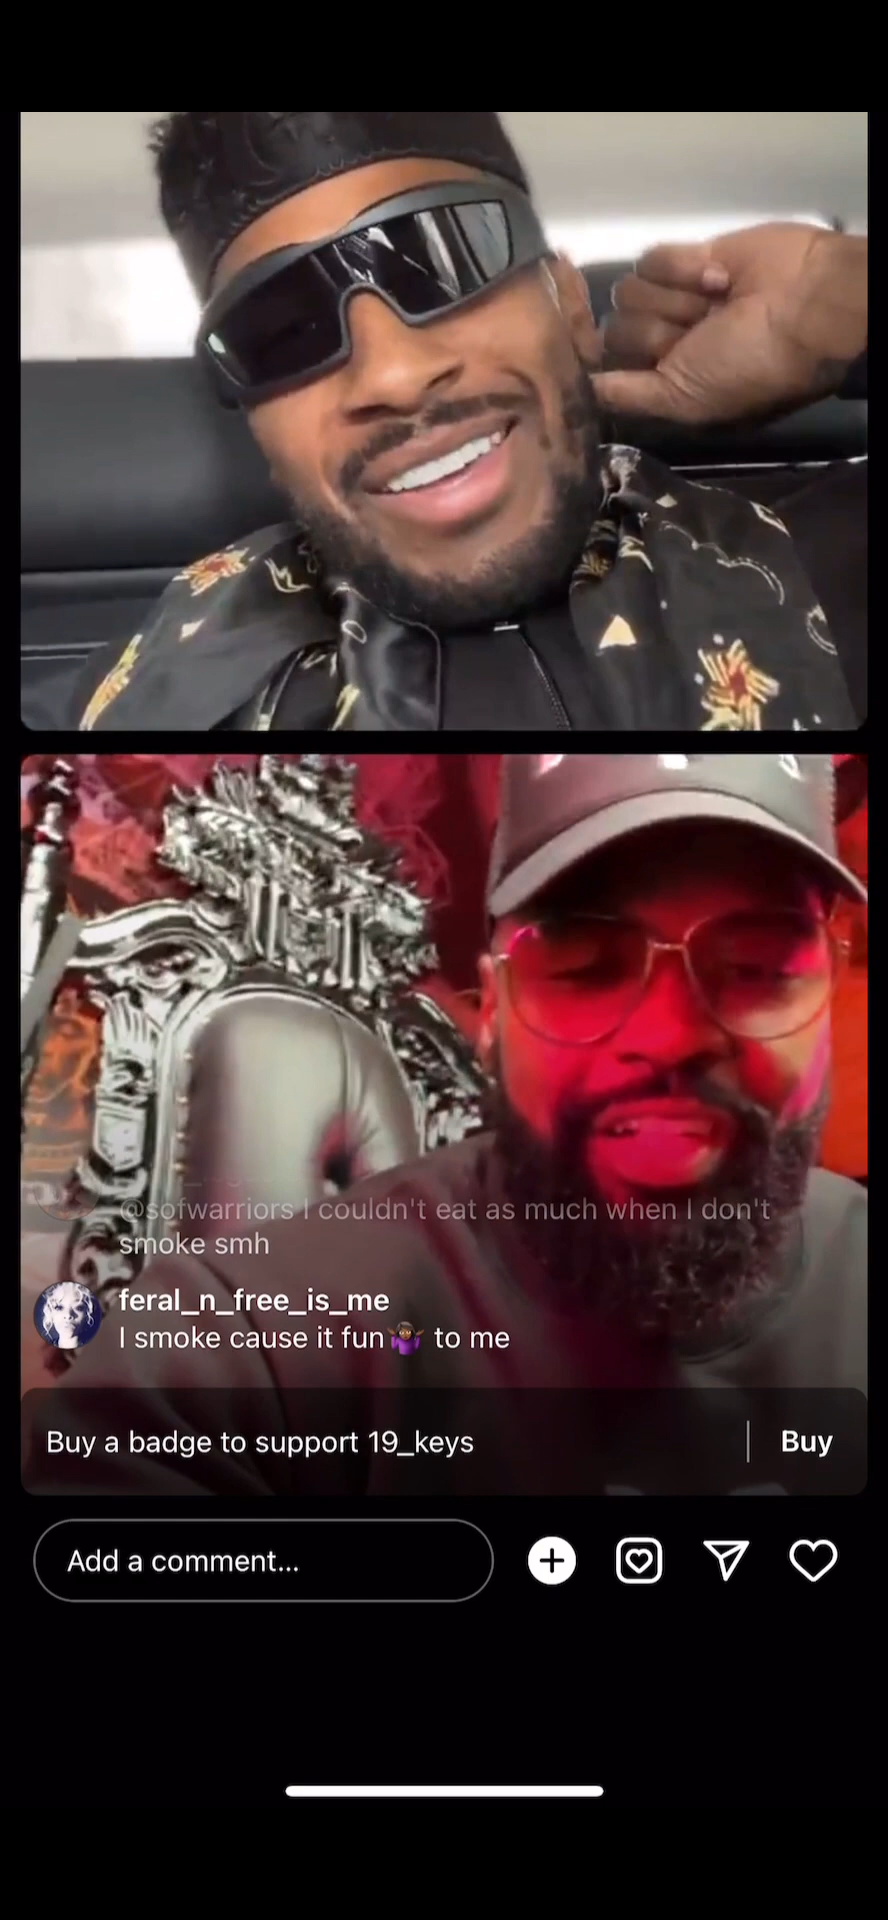 @sofwarriors I couldn't eat as much when I don't
smoke smh
feral_n_free_is_me
I smoke cause it fun🤷🏾‍♀️ to me
Buy a badge to support 19_keys
Buy
Add a comment...